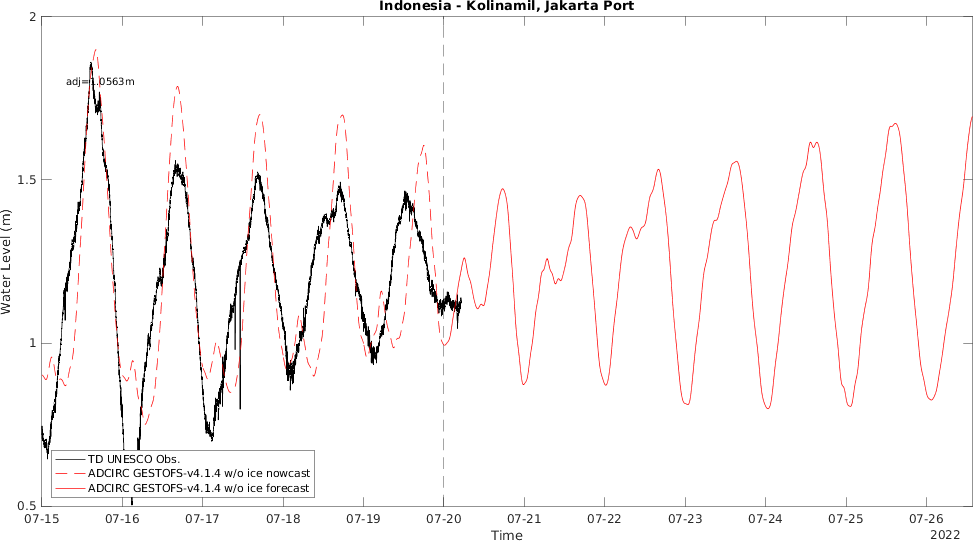 Indonesia - Kolinamil, Jakarta Port
2
1.5
1
0.5
Water Level (m)
adj=1.0563m
TD UNESCO Obs.
ADCIRC GESTOFS-v4.1.4 w/o ice nowcast
ADCIRC GESTOFS-v4.1.4 w/o ice forecast
07-15 07-16 07-17 07-18 07-19 07-20 07-21 07-22 07-23 07-24 07-25 07-26
Time
2022